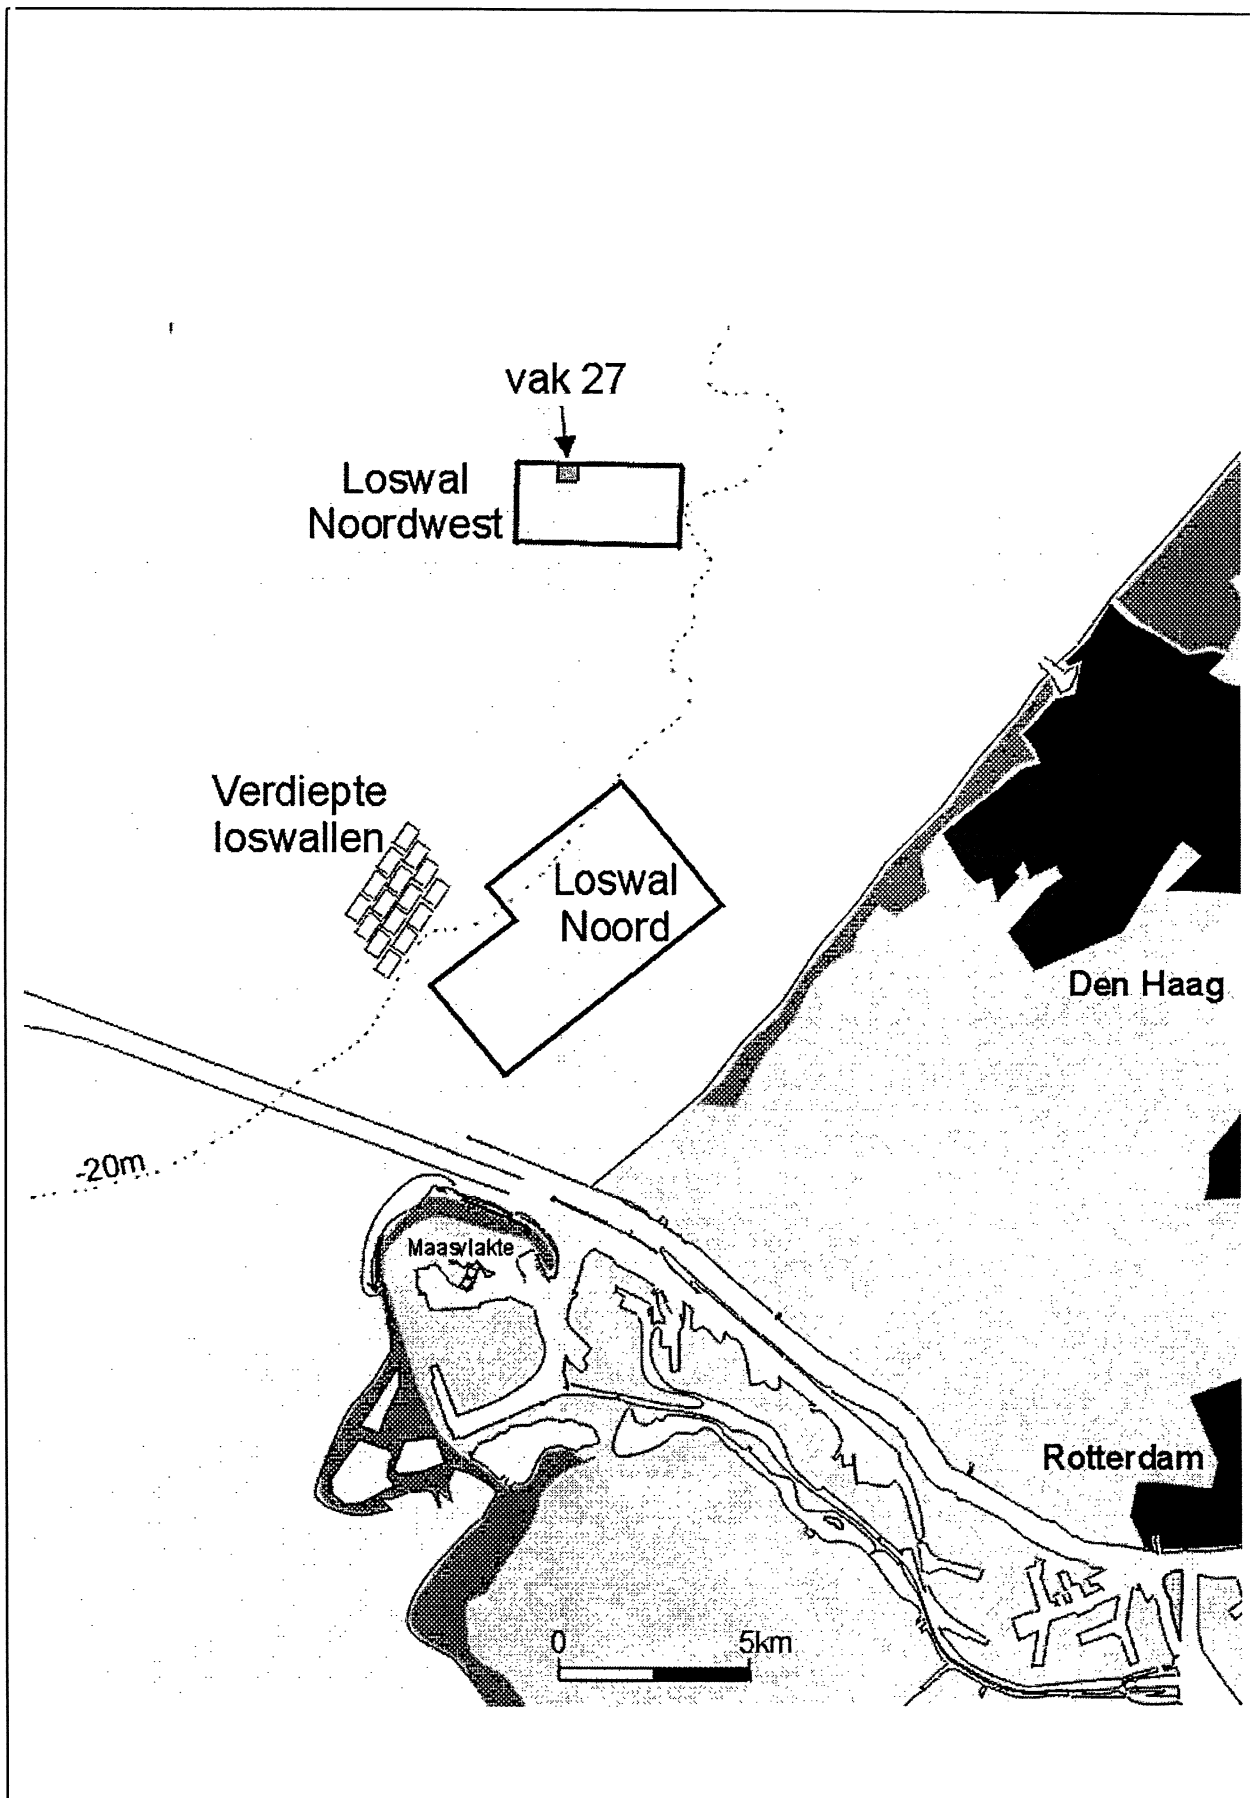 vak 27
Loswal
Noordwest
Verdiepte
loswallen
Loswal
Noord
Den Haag
-20m
Maasvlakte
Rotterdam
0 5km